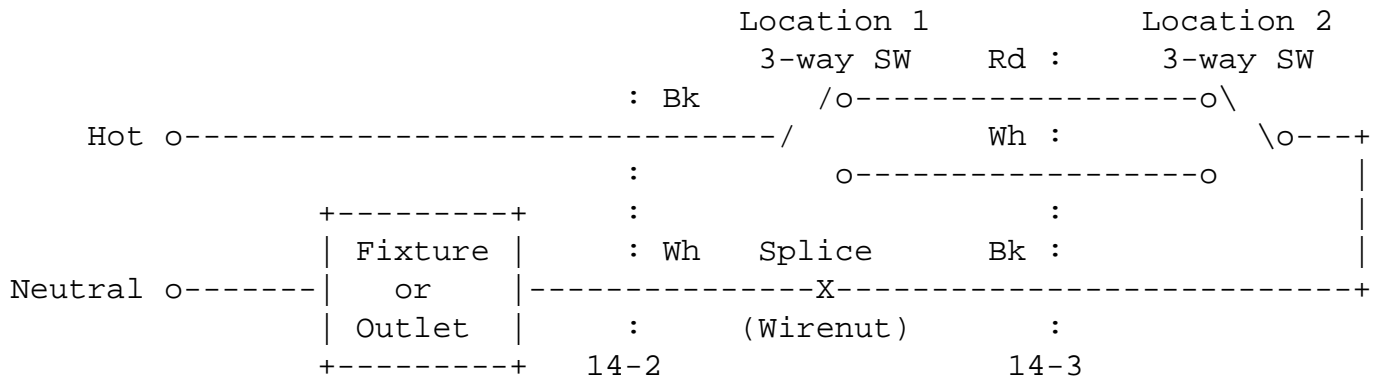 Location 1           Location 2
                                       3-way SW    Rd :     3-way SW
                                : Bk      /o------------------o\
    Hot o-------------------------------/          Wh :         \o---+
                                :          o------------------o      |
                +---------+     :                     :              |
                | Fixture |     : Wh   Splice      Bk :              |
Neutral o-------|    or   |---------------X--------------------------+
                | Outlet  |     :     (Wirenut)       :
                +---------+   14-2                  14-3